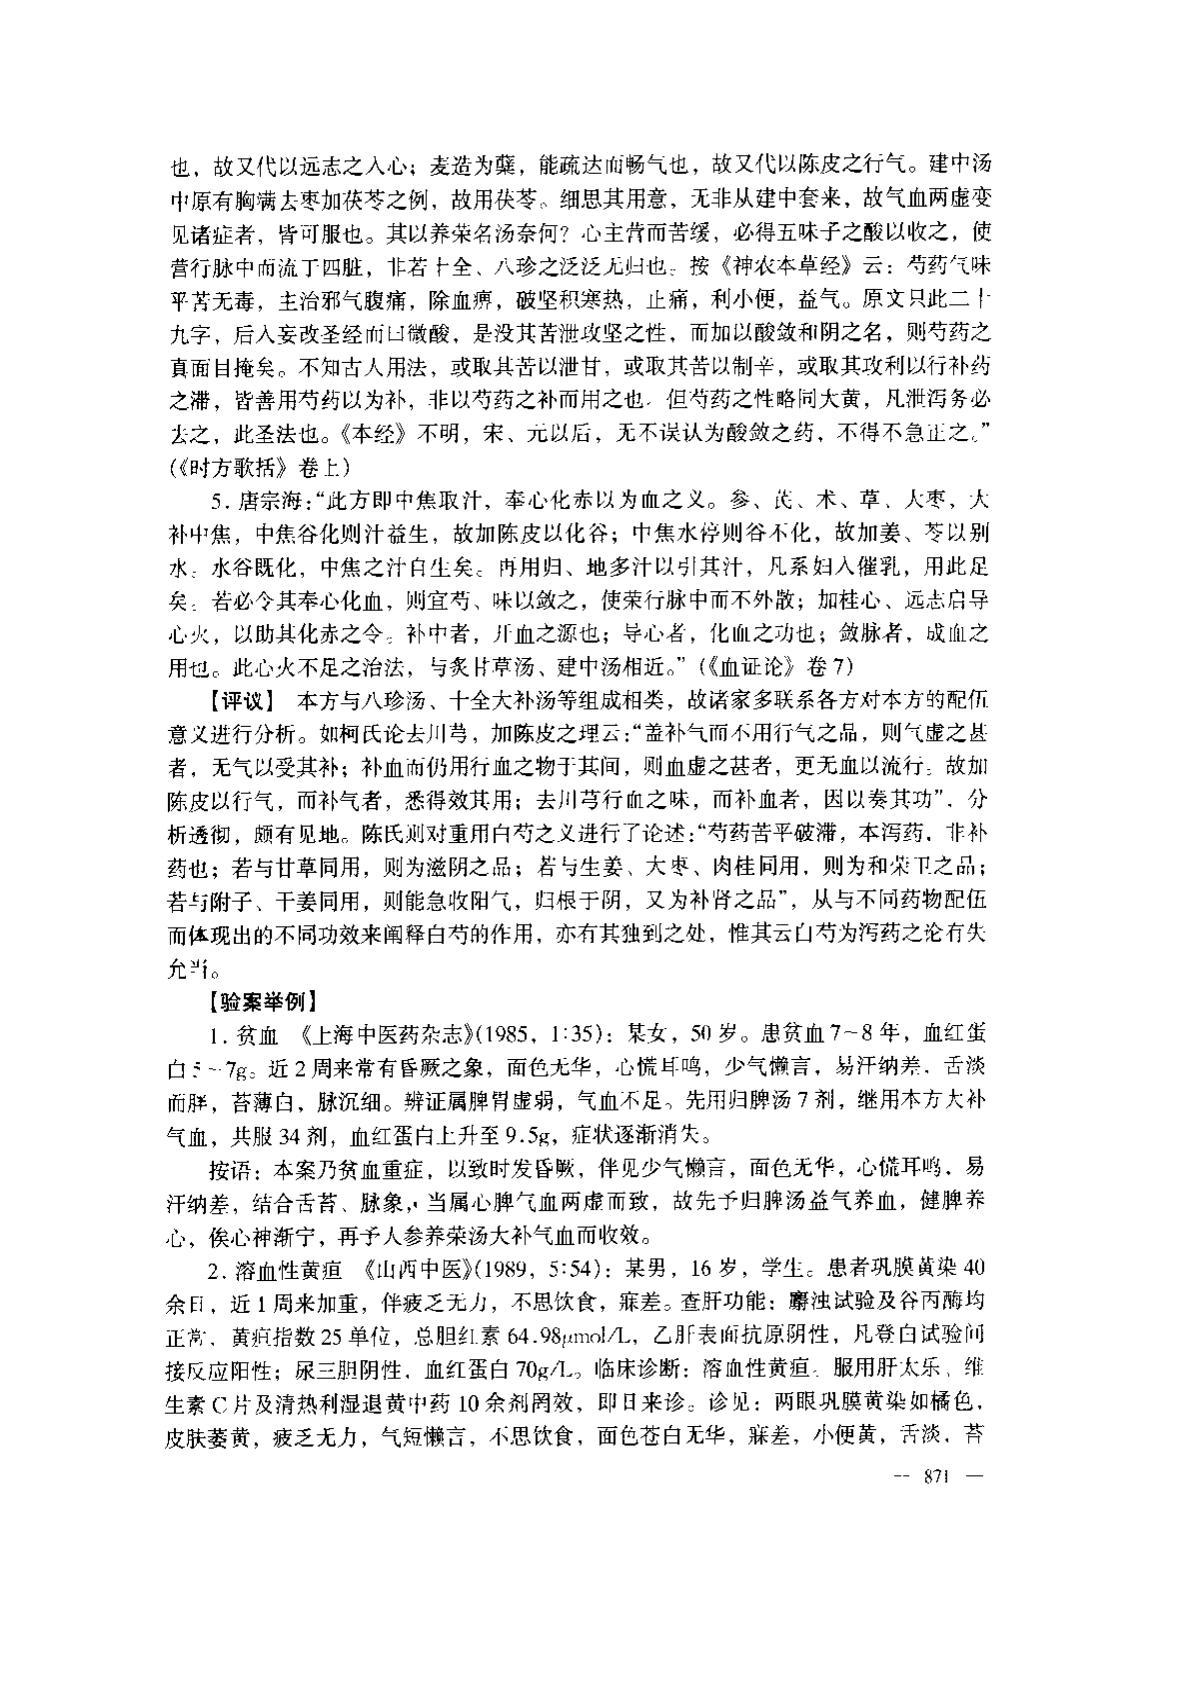 也，故又代以远志之入心；麦造为蘖，能疏达而畅气也，故又代以陈皮之行气。建中汤
中原有胸满去枣加茯苓之例，故用茯苓。细思其用意，无非从建中套来，故气血两虚变
见诸症者，皆可服也。其以养荣名汤奈何？心主营而苦缓，必得五味子之酸以收之，使
营行脉中而流于四脏，非若十全、八珍之泛泛无归也。按《神农本草经》云：芍药气味
平苦无毒，主治邪气腹痛，除血痹，破坚积寒热，止痛，利小便，益气。原文只此二十
九字，后人妄改圣经而曰微酸，是没其苦泄攻坚之性，而加以酸敛和阴之名，则芍药之
真面目掩矣。不知古人用法，或取其苦以泄甘，或取其苦以制辛，或取其攻利以行补药
之滞，皆善用芍药以为补，非以芍药之补而用之也。但芍药之性略同大黄，凡泄泻务必
去之，此圣法也。《本经》不明，宋、元以后，无不误认为酸敛之药，不得不急正之。”
(《时方歌括》卷上)
5. 唐宗海：“此方即中焦取汁，奉心化赤以为血之义。参、芪、术、草、大枣，大
补中焦，中焦谷化则汁益生，故加陈皮以化谷；中焦水停则谷不化，故加姜、苓以别
水。水谷既化，中焦之汁自生矣。再用归、地多汁以引其汁，凡系妇人催乳，用此足
矣。若必令其奉心化血，则宜芍、味以敛之，使荣行脉中而不外散；加桂心、远志启导
心火，以助其化赤之令。补中者，开血之源也；导心者，化血之功也；敛脉者，成血之
用也。此心火不足之治法，与炙甘草汤、建中汤相近。”(《血证论》卷 7)
【评议】 本方与八珍汤、十全大补汤等组成相类，故诸家多联系各方对本方的配伍
意义进行分析。如柯氏论去川芎，加陈皮之理云：“盖补气而不用行气之品，则气虚之甚
者，无气以受其补；补血而仍用行血之物于其间，则血虚之甚者，更无血以流行。故加
陈皮以行气，而补气者，悉得效其用；去川芎行血之味，而补血者，因以奏其功”，分
析透彻，颇有见地。陈氏则对重用白芍之义进行了论述：“芍药苦平破滞，本泻药，非补
药也；若与甘草同用，则为滋阴之品；若与生姜、大枣、肉桂同用，则为和荣卫之品；
若与附子、干姜同用，则能急收阳气，归根于阴，又为补肾之品”，从与不同药物配伍
而体现出的不同功效来阐释白芍的作用，亦有其独到之处，惟其云白芍为泻药之论有失
允当。
【验案举例】
1. 贫血 《上海中医药杂志》(1985，1:35)：某女，50 岁。患贫血 7~8 年，血红蛋
白 5~7g。近 2 周来常有昏厥之象，面色无华，心慌耳鸣，少气懒言，易汗纳差，舌淡
而胖，苔薄白，脉沉细。辨证属脾胃虚弱，气血不足。先用归脾汤 7 剂，继用本方大补
气血，共服 34 剂，血红蛋白上升至 9.5g，症状逐渐消失。
按语：本案乃贫血重症，以致时发昏厥，伴见少气懒言，面色无华，心慌耳鸣，易
汗纳差，结合舌苔、脉象，当属心脾气血两虚而致，故先予归脾汤益气养血，健脾养
心，俟心神渐宁，再予人参养荣汤大补气血而收效。
2. 溶血性黄疸 《山西中医》(1989，5:54)：某男，16 岁，学生。患者巩膜黄染 40
余日，近 1 周来加重，伴疲乏无力，不思饮食，寐差。查肝功能：麝浊试验及谷丙酶均
正常，黄疸指数 25 单位，总胆红素 64.98μmol/L，乙肝表面抗原阴性，凡登白试验间
接反应阳性；尿三胆阴性，血红蛋白 70g/L。临床诊断：溶血性黄疸。服用肝太乐、维
生素 C 片及清热利湿退黄中药 10 余剂罔效，即日来诊。诊见：两眼巩膜黄染如橘色，
皮肤萎黄，疲乏无力，气短懒言，不思饮食，面色苍白无华，寐差，小便黄，舌淡，苔
-- 871 —